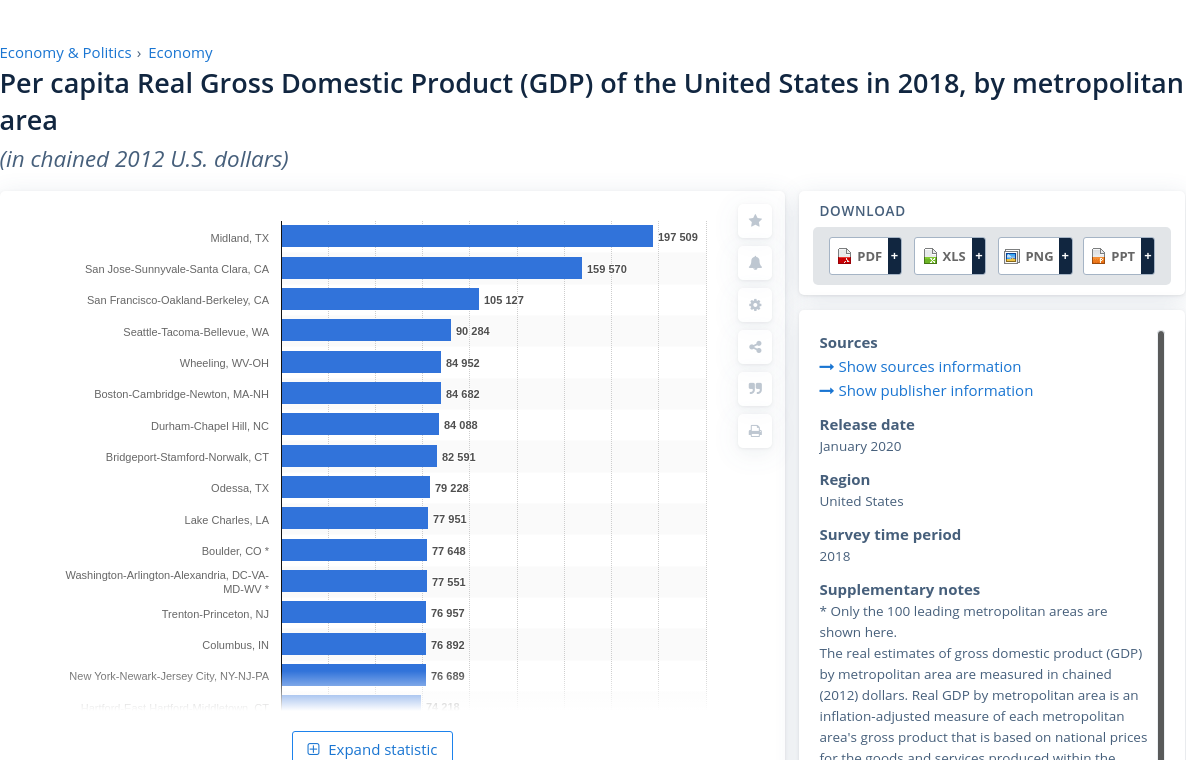 Economy & Politics › Economy
Per capita Real Gross Domestic Product (GDP) of the United States in 2018, by metropolitan
area
(in chained 2012 U.S. dollars)
Midland, TX 197 509
San Jose-Sunnyvale-Santa Clara, CA 159 570
San Francisco-Oakland-Berkeley, CA 105 127
Seattle-Tacoma-Bellevue, WA 90 284
Wheeling, WV-OH 84 952
Boston-Cambridge-Newton, MA-NH 84 682
Durham-Chapel Hill, NC 84 088
Bridgeport-Stamford-Norwalk, CT 82 591
Odessa, TX 79 228
Lake Charles, LA 77 951
Boulder, CO * 77 648
Washington-Arlington-Alexandria, DC-VA-
MD-WV * 77 551
Trenton-Princeton, NJ 76 957
Columbus, IN 76 892
New York-Newark-Jersey City, NY-NJ-PA 76 689
Hartford-East Hartford-Middletown, CT 74 218
Expand statistic
DOWNLOAD
PDF + XLS + PNG + PPT +
Sources
Show sources information
Show publisher information
Release date
January 2020
Region
United States
Survey time period
2018
Supplementary notes
* Only the 100 leading metropolitan areas are
shown here.
The real estimates of gross domestic product (GDP)
by metropolitan area are measured in chained
(2012) dollars. Real GDP by metropolitan area is an
inflation-adjusted measure of each metropolitan
area's gross product that is based on national prices
for the goods and services produced within the